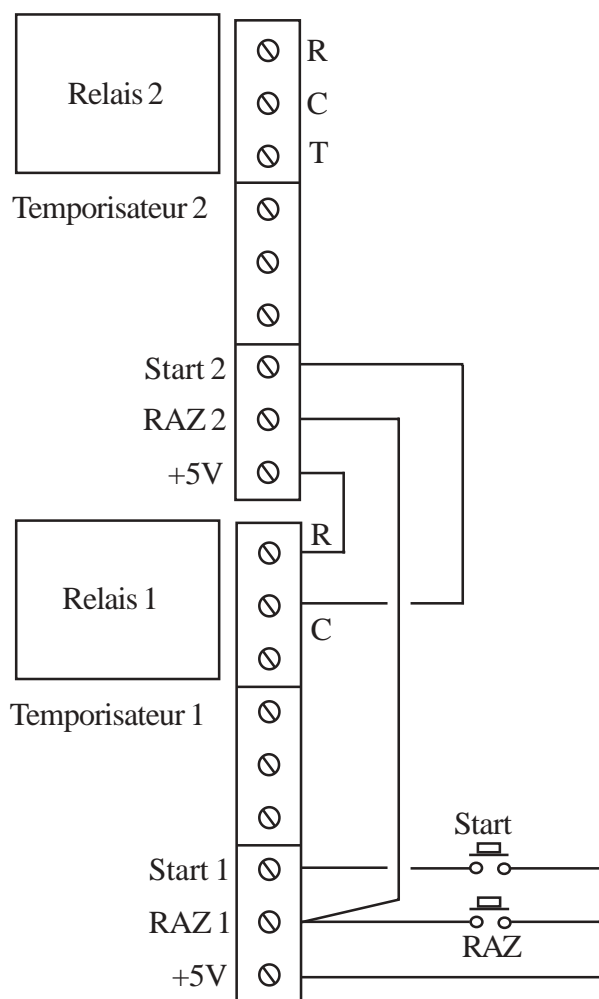 R
Relais 2
C
T
Temporisateur 2
Start 2
RAZ 2
+5V
R
Relais 1
C
Temporisateur 1
Start
Start 1
RAZ 1
RAZ
+5V